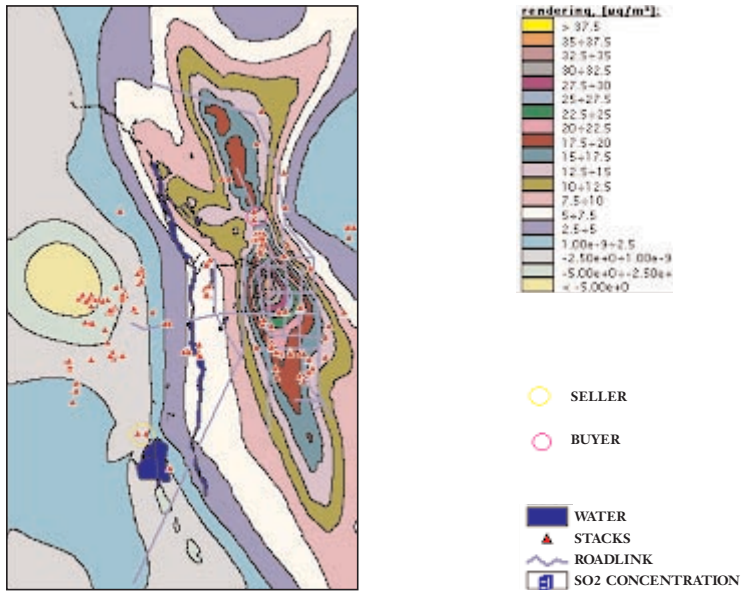 rendering, [µg/m³]:
> 37.5
35÷37.5
32.5÷35
30÷32.5
27.5÷30
25÷27.5
22.5÷25
20÷22.5
17.5÷20
15÷17.5
12.5÷15
10÷12.5
7.5÷10
5÷7.5
2.5÷5
1.00e-9÷2.5
-2.50e+0÷1.00e-9
-5.00e+0÷-2.50e+
< -5.00e+0
SELLER
BUYER
WATER
STACKS
ROADLINK
SO2 CONCENTRATION